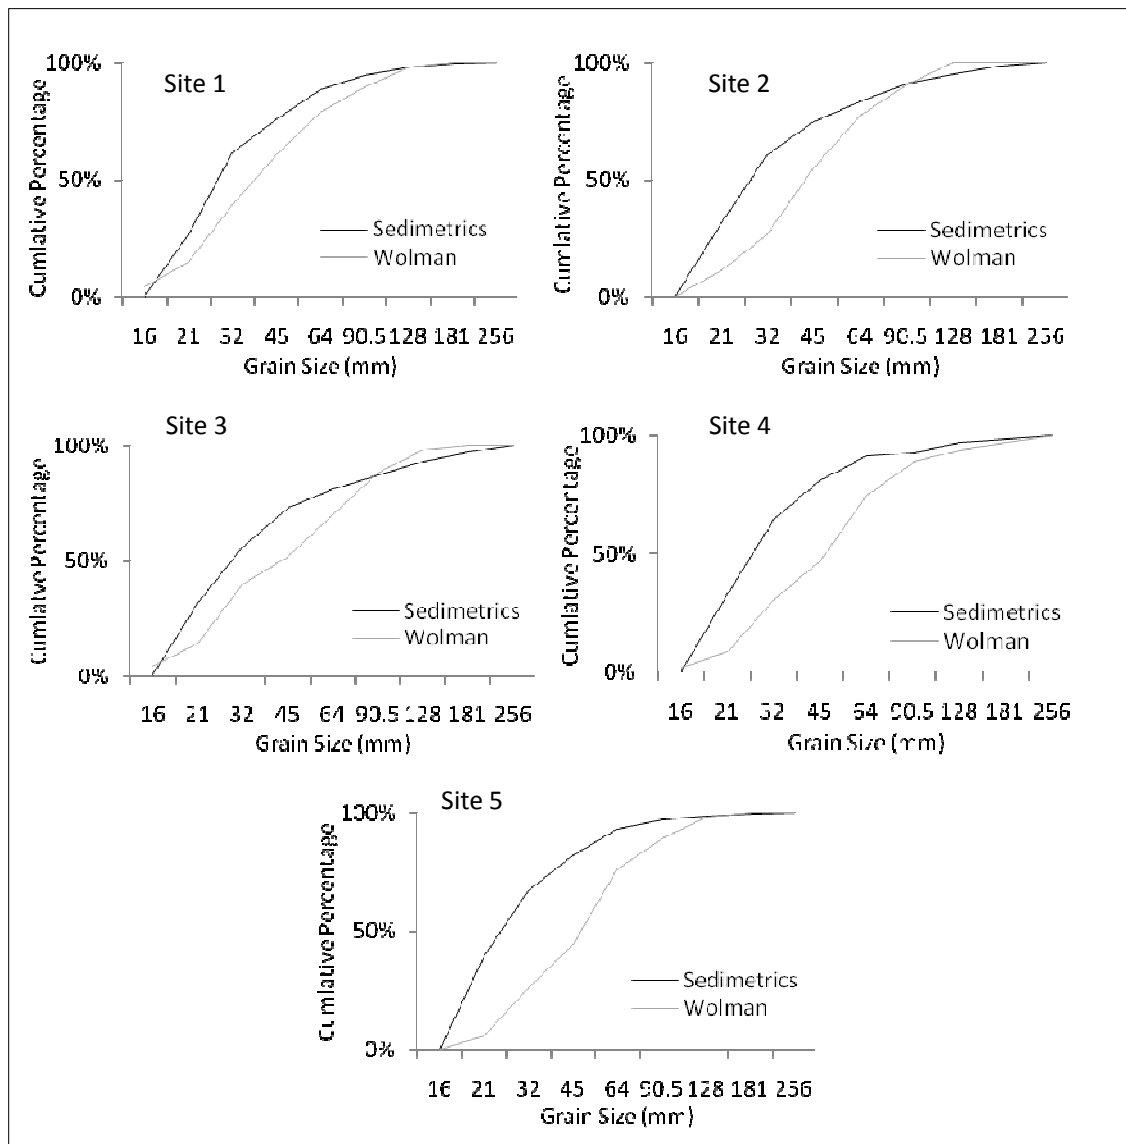 Site 1
100%
50%
0%
Cumlative Percentage
Sedimetrics
Wolman
16 21 32 45 64 90.5 128 181 256
Grain Size (mm)
Site 2
100%
50%
0%
Cumlative Percentage
Sedimetrics
Wolman
16 21 32 45 64 90.5 128 181 256
Grain Size (mm)
Site 3
100%
50%
0%
Cumlatve Percentage
Sedimetrics
Wolman
16 21 32 45 64 90.5 128 181 256
Grain Size (mm)
Site 4
100%
50%
0%
Cumlative Percentage
Sedimetrics
Wolman
16 21 32 45 64 90.5 128 181 256
Grain Size (mm)
Site 5
100%
50%
0%
Cumlative Percentage
Sedimetrics
Wolman
16 21 32 45 64 90.5 128 181 256
Grain Size (mm)